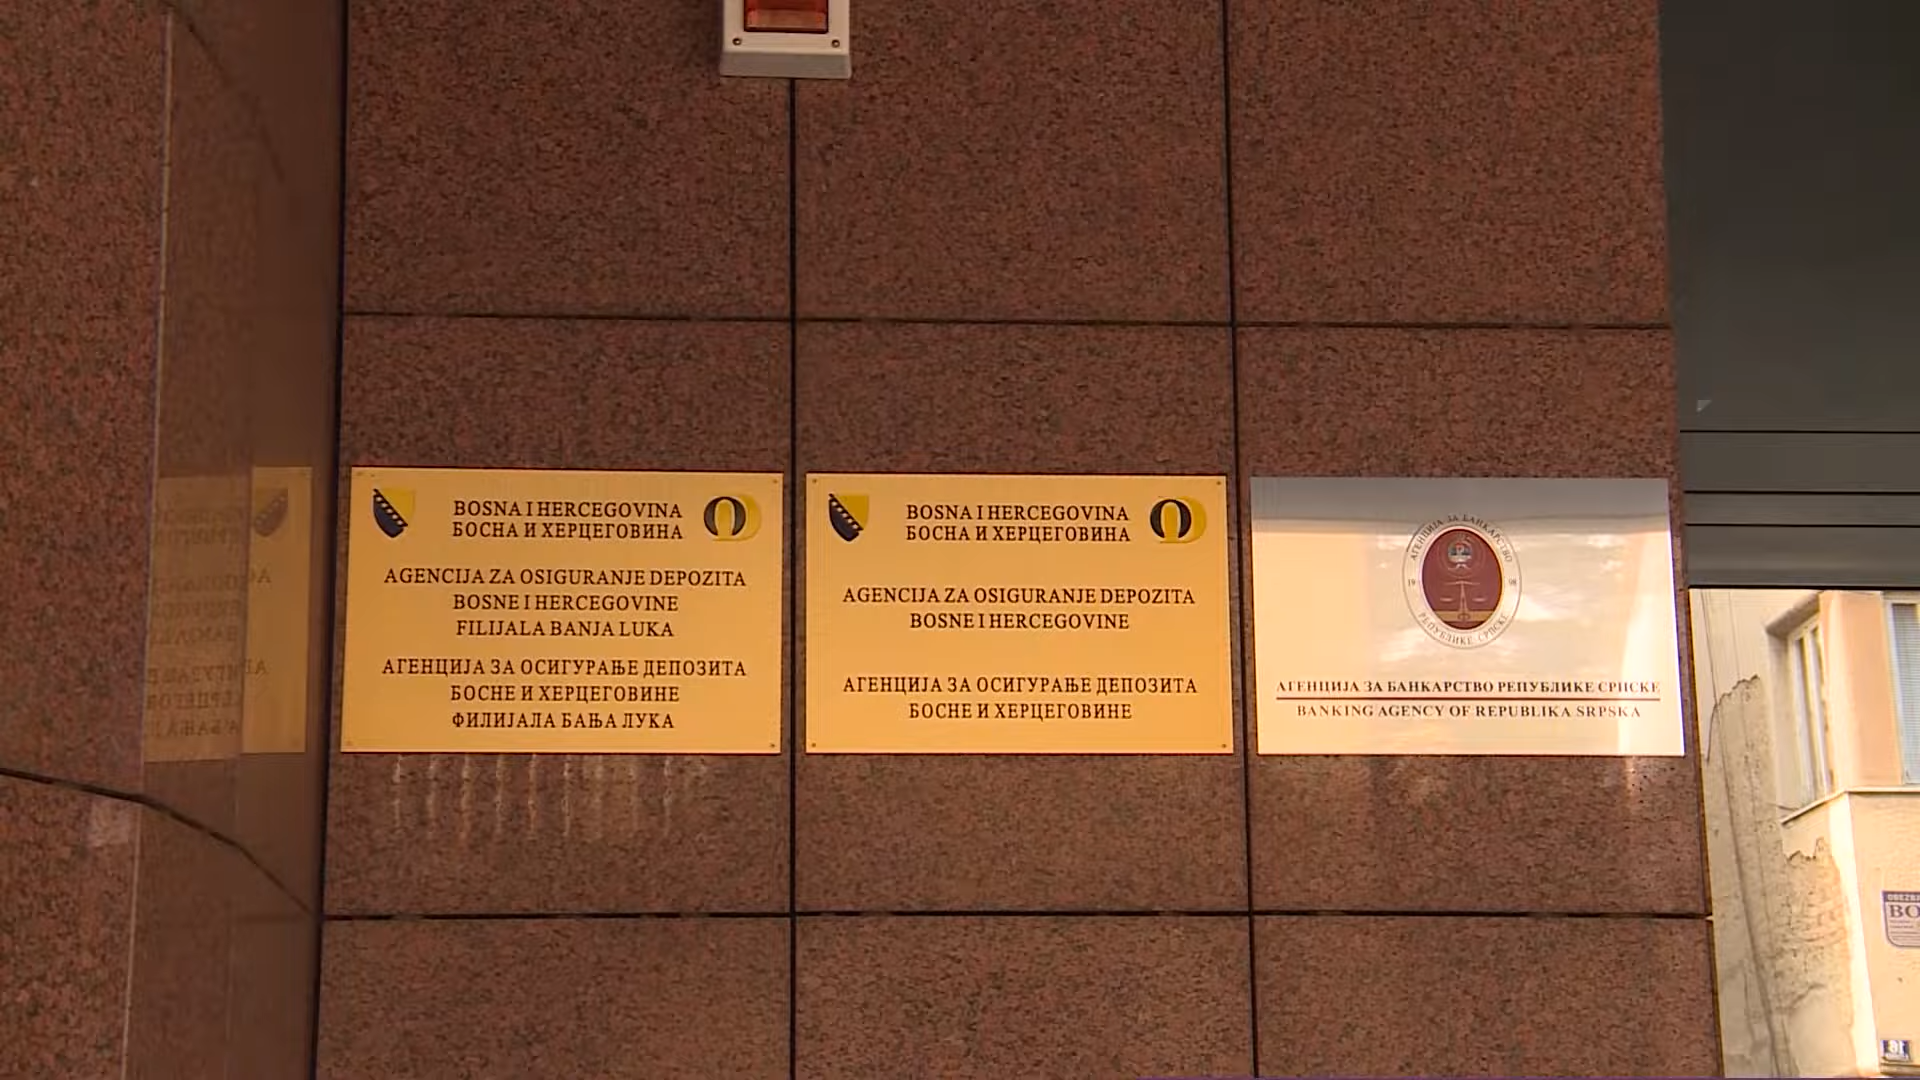 BOSNA I HERCEGOVINA
БОСНА И ХЕРЦЕГОВИНА
AGENCIJA ZA OSIGURANJE DEPOZITA
BOSNE I HERCEGOVINE
FILIJALA BANJA LUKA
АГЕНЦИЈА ЗА ОСИГУРАЊЕ ДЕПОЗИТА
БОСНЕ И ХЕРЦЕГОВИНЕ
ФИЛИЈАЛА БАЊА ЛУКА
BOSNA I HERCEGOVINA
БОСНА И ХЕРЦЕГОВИНА
AGENCIJA ZA OSIGURANJE DEPOZITA
BOSNE I HERCEGOVINE
АГЕНЦИЈА ЗА ОСИГУРАЊЕ ДЕПОЗИТА
БОСНЕ И ХЕРЦЕГОВИНЕ
АГЕНЦИЈА ЗА БАНКАРСТВО
19 98
РЕПУБЛИКЕ СРПСКЕ
АГЕНЦИЈА ЗА БАНКАРСТВО РЕПУБЛИКЕ СРПСКЕ
BANKING AGENCY OF REPUBLIKA SRPSKA